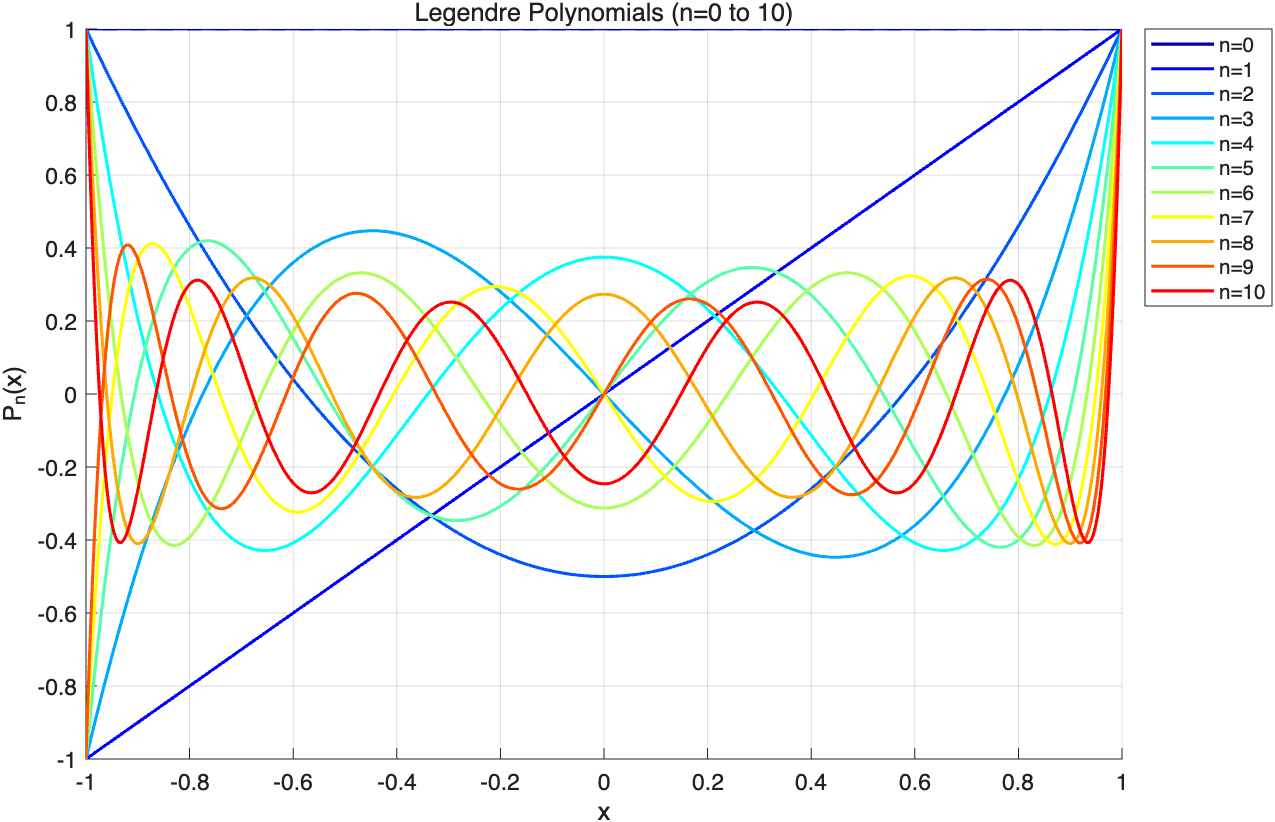 Legendre Polynomials (n=0 to 10)
1
0.8
0.6
0.4
0.2
0
-0.2
-0.4
-0.6
-0.8
-1
Pn(x)
-1 -0.8 -0.6 -0.4 -0.2 0 0.2 0.4 0.6 0.8 1
x
n=0
n=1
n=2
n=3
n=4
n=5
n=6
n=7
n=8
n=9
n=10